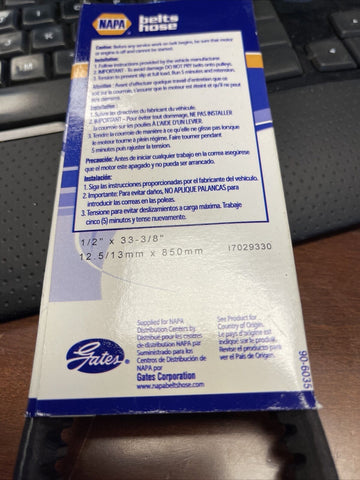 NAPA belts
hose
Caution: Before any service work on belt begins, be sure that motor
or engine is off and cannot be started.
Installation:
1. Follow instructions provided by the vehicle manufacturer.
2. IMPORTANT - To avoid damage DO NOT PRY belts onto pulleys.
3. Tension to prevent slip at full load. Run 5 minutes and retension.
Attention : Avant d'effectuer quelque travail d'entretien que ce
soit sur la courroie, s'assurer que le moteur est éteint et qu'il ne peut
pas être actionné.
Installation:
1. Suivre les directives du fabricant du véhicule.
2. IMPORTANT – Pour éviter tout dommage, NE PAS INSTALLER
la courroie sur les poulies À L'AIDE D'UN LEVIER.
3. Tendre la courroie de manière à ce qu'elle ne glisse pas lorsque
le moteur tourne à plein régime. Faire tourner pendant
5 minutes puis rajuster la tension.
Precaución: Antes de iniciar cualquier trabajo en la correa asegúrese
que el motor este apagado y no pueda ser arrancado.
Instalación:
1. Siga las instrucciones proporcionadas por el fabricante del vehículo.
2. Importante: Para evitar daños, NO APLIQUE PALANCAS para
introducir las correas en las poleas.
3. Tensione para evitar deslizamientos a carga máxima. Trabaje
cinco (5) minutos y tense nuevamente.
1/2" x 33-3/8"
12.5/13mm x 850mm 17029330
Supplied for NAPA
Distribution Centers by
Distribué pour les centres
de distribution NAPA par
Suministrado para los
Centros de Distribución de
NAPA por
Gates Corporation
www.napabeltshose.com
See Product for
Country of Origin.
Le pays d'origine est
indiqué sur le produit.
Revise el producto para
ver el Pais de Origen.
Gates
90-6035